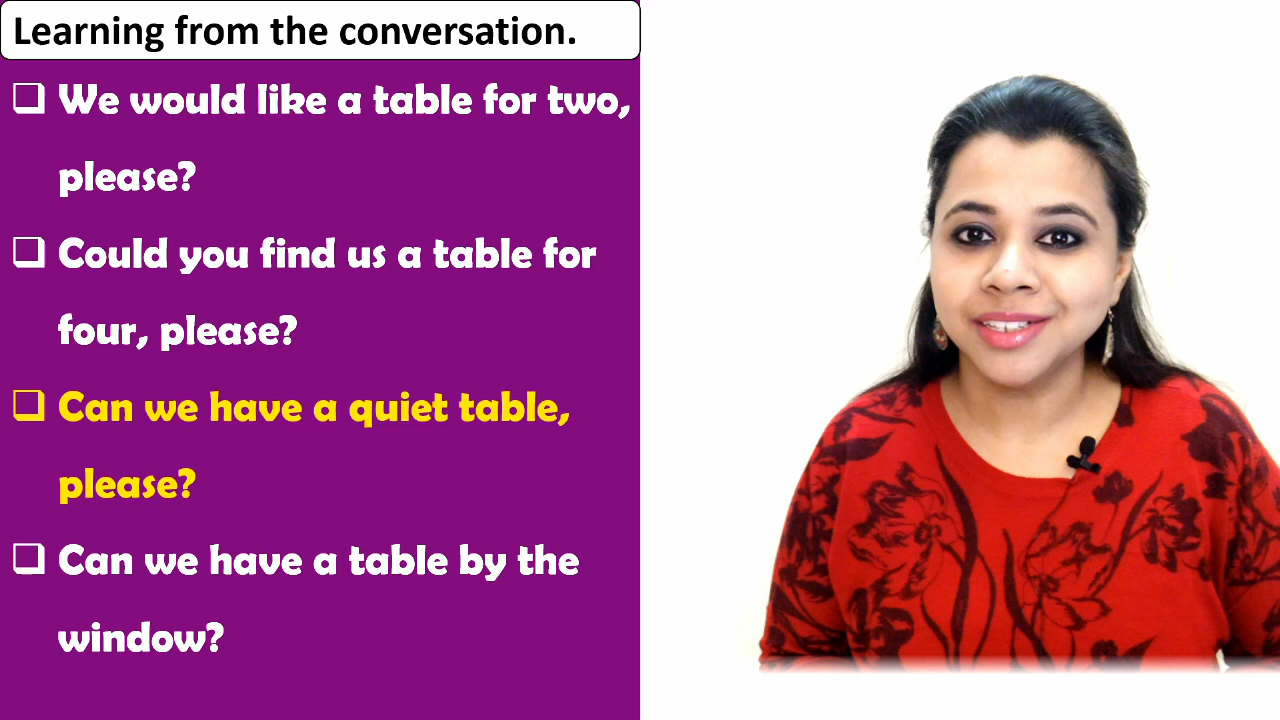 Learning from the conversation.
We would like a table for two,
please?
Could you find us a table for
four, please?
Can we have a quiet table,
please?
Can we have a table by the
window?